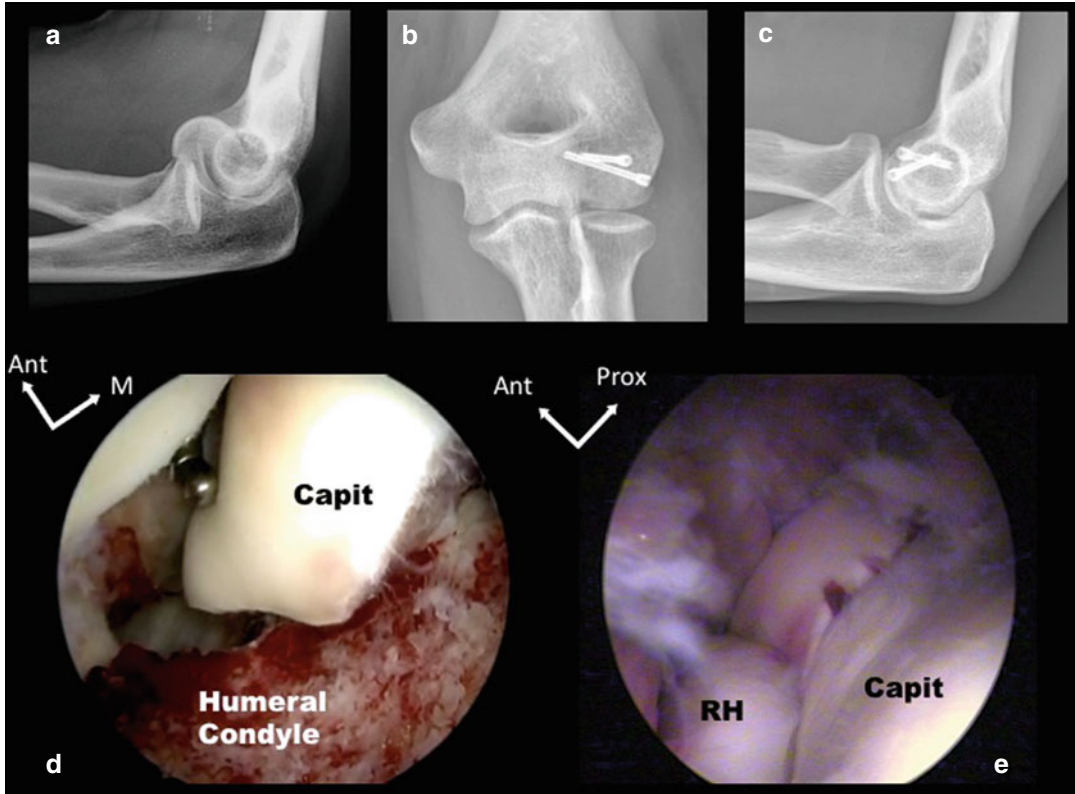 a
b
c
Ant
M
Capit
Humeral
Condyle
d
Ant
Prox
RH
Capit
e